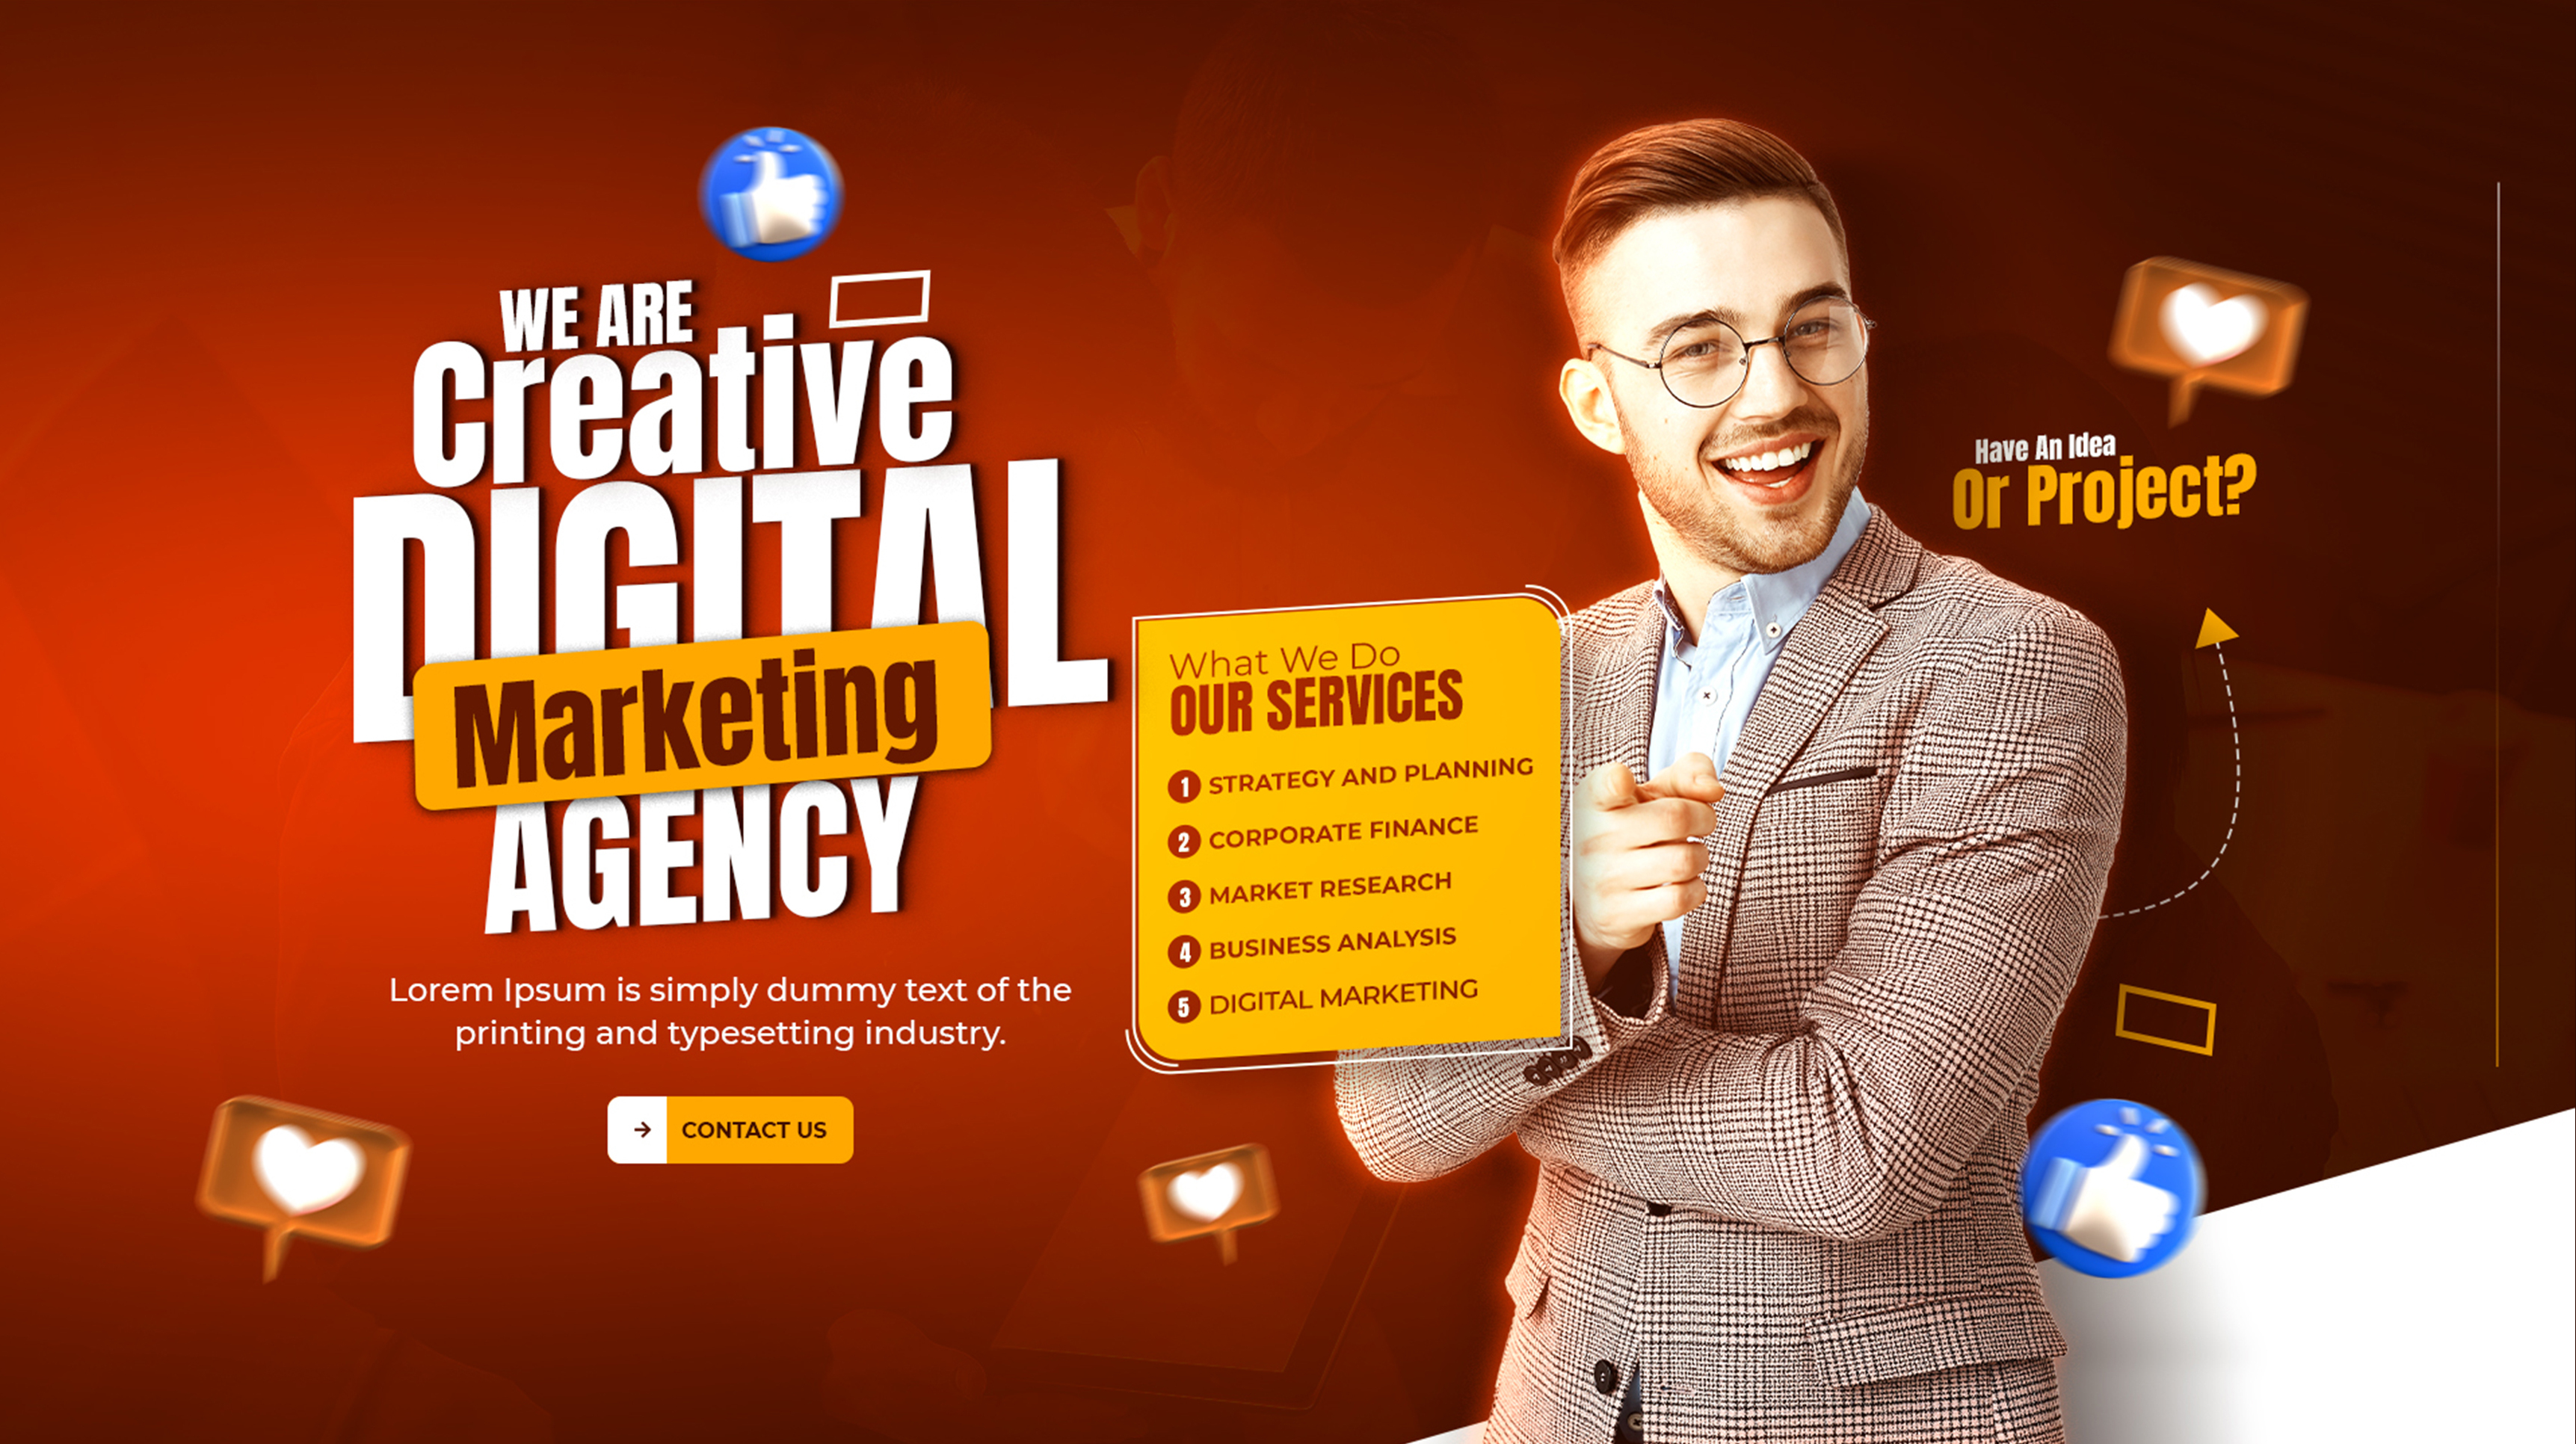 WE ARE
Creative
DIGITAL
Marketing
AGENCY
Lorem Ipsum is simply dummy text of the
printing and typesetting industry.
CONTACT US
What We Do
OUR SERVICES
1 STRATEGY AND PLANNING
2 CORPORATE FINANCE
3 MARKET RESEARCH
4 BUSINESS ANALYSIS
5 DIGITAL MARKETING
Have An Idea
Or Project?